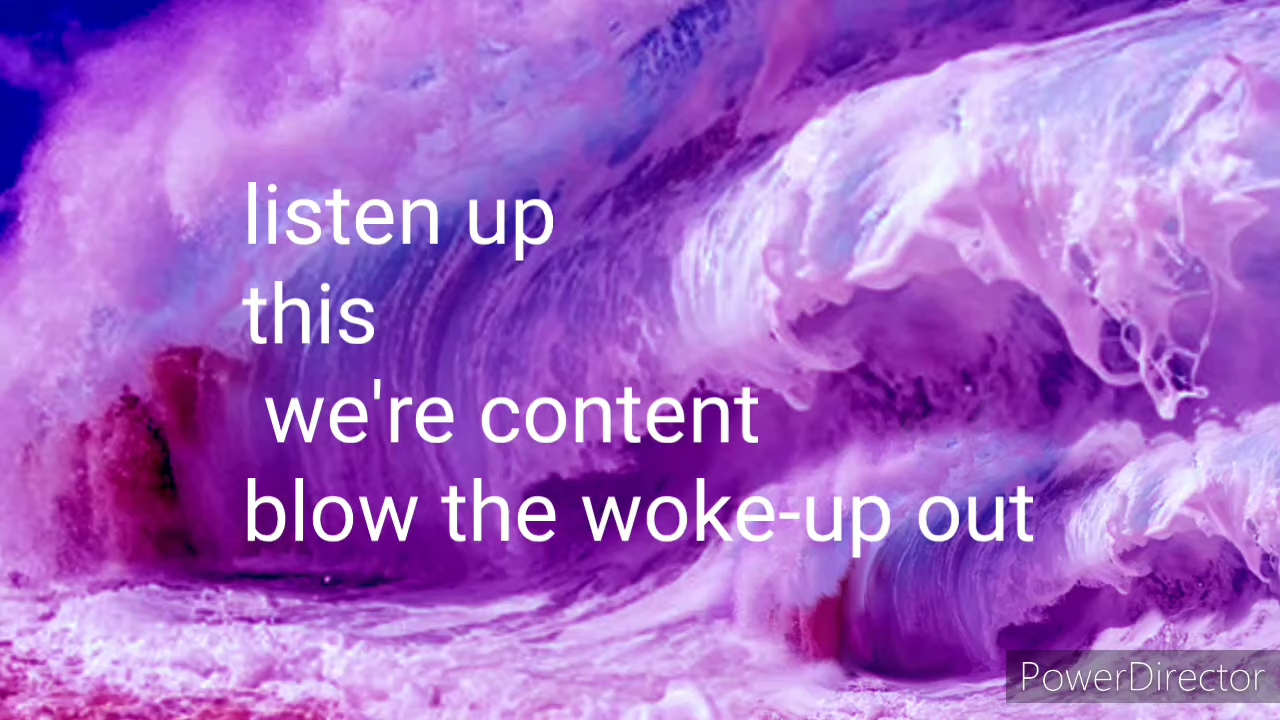 listen up
this
we're content
blow the woke-up out
PowerDirector